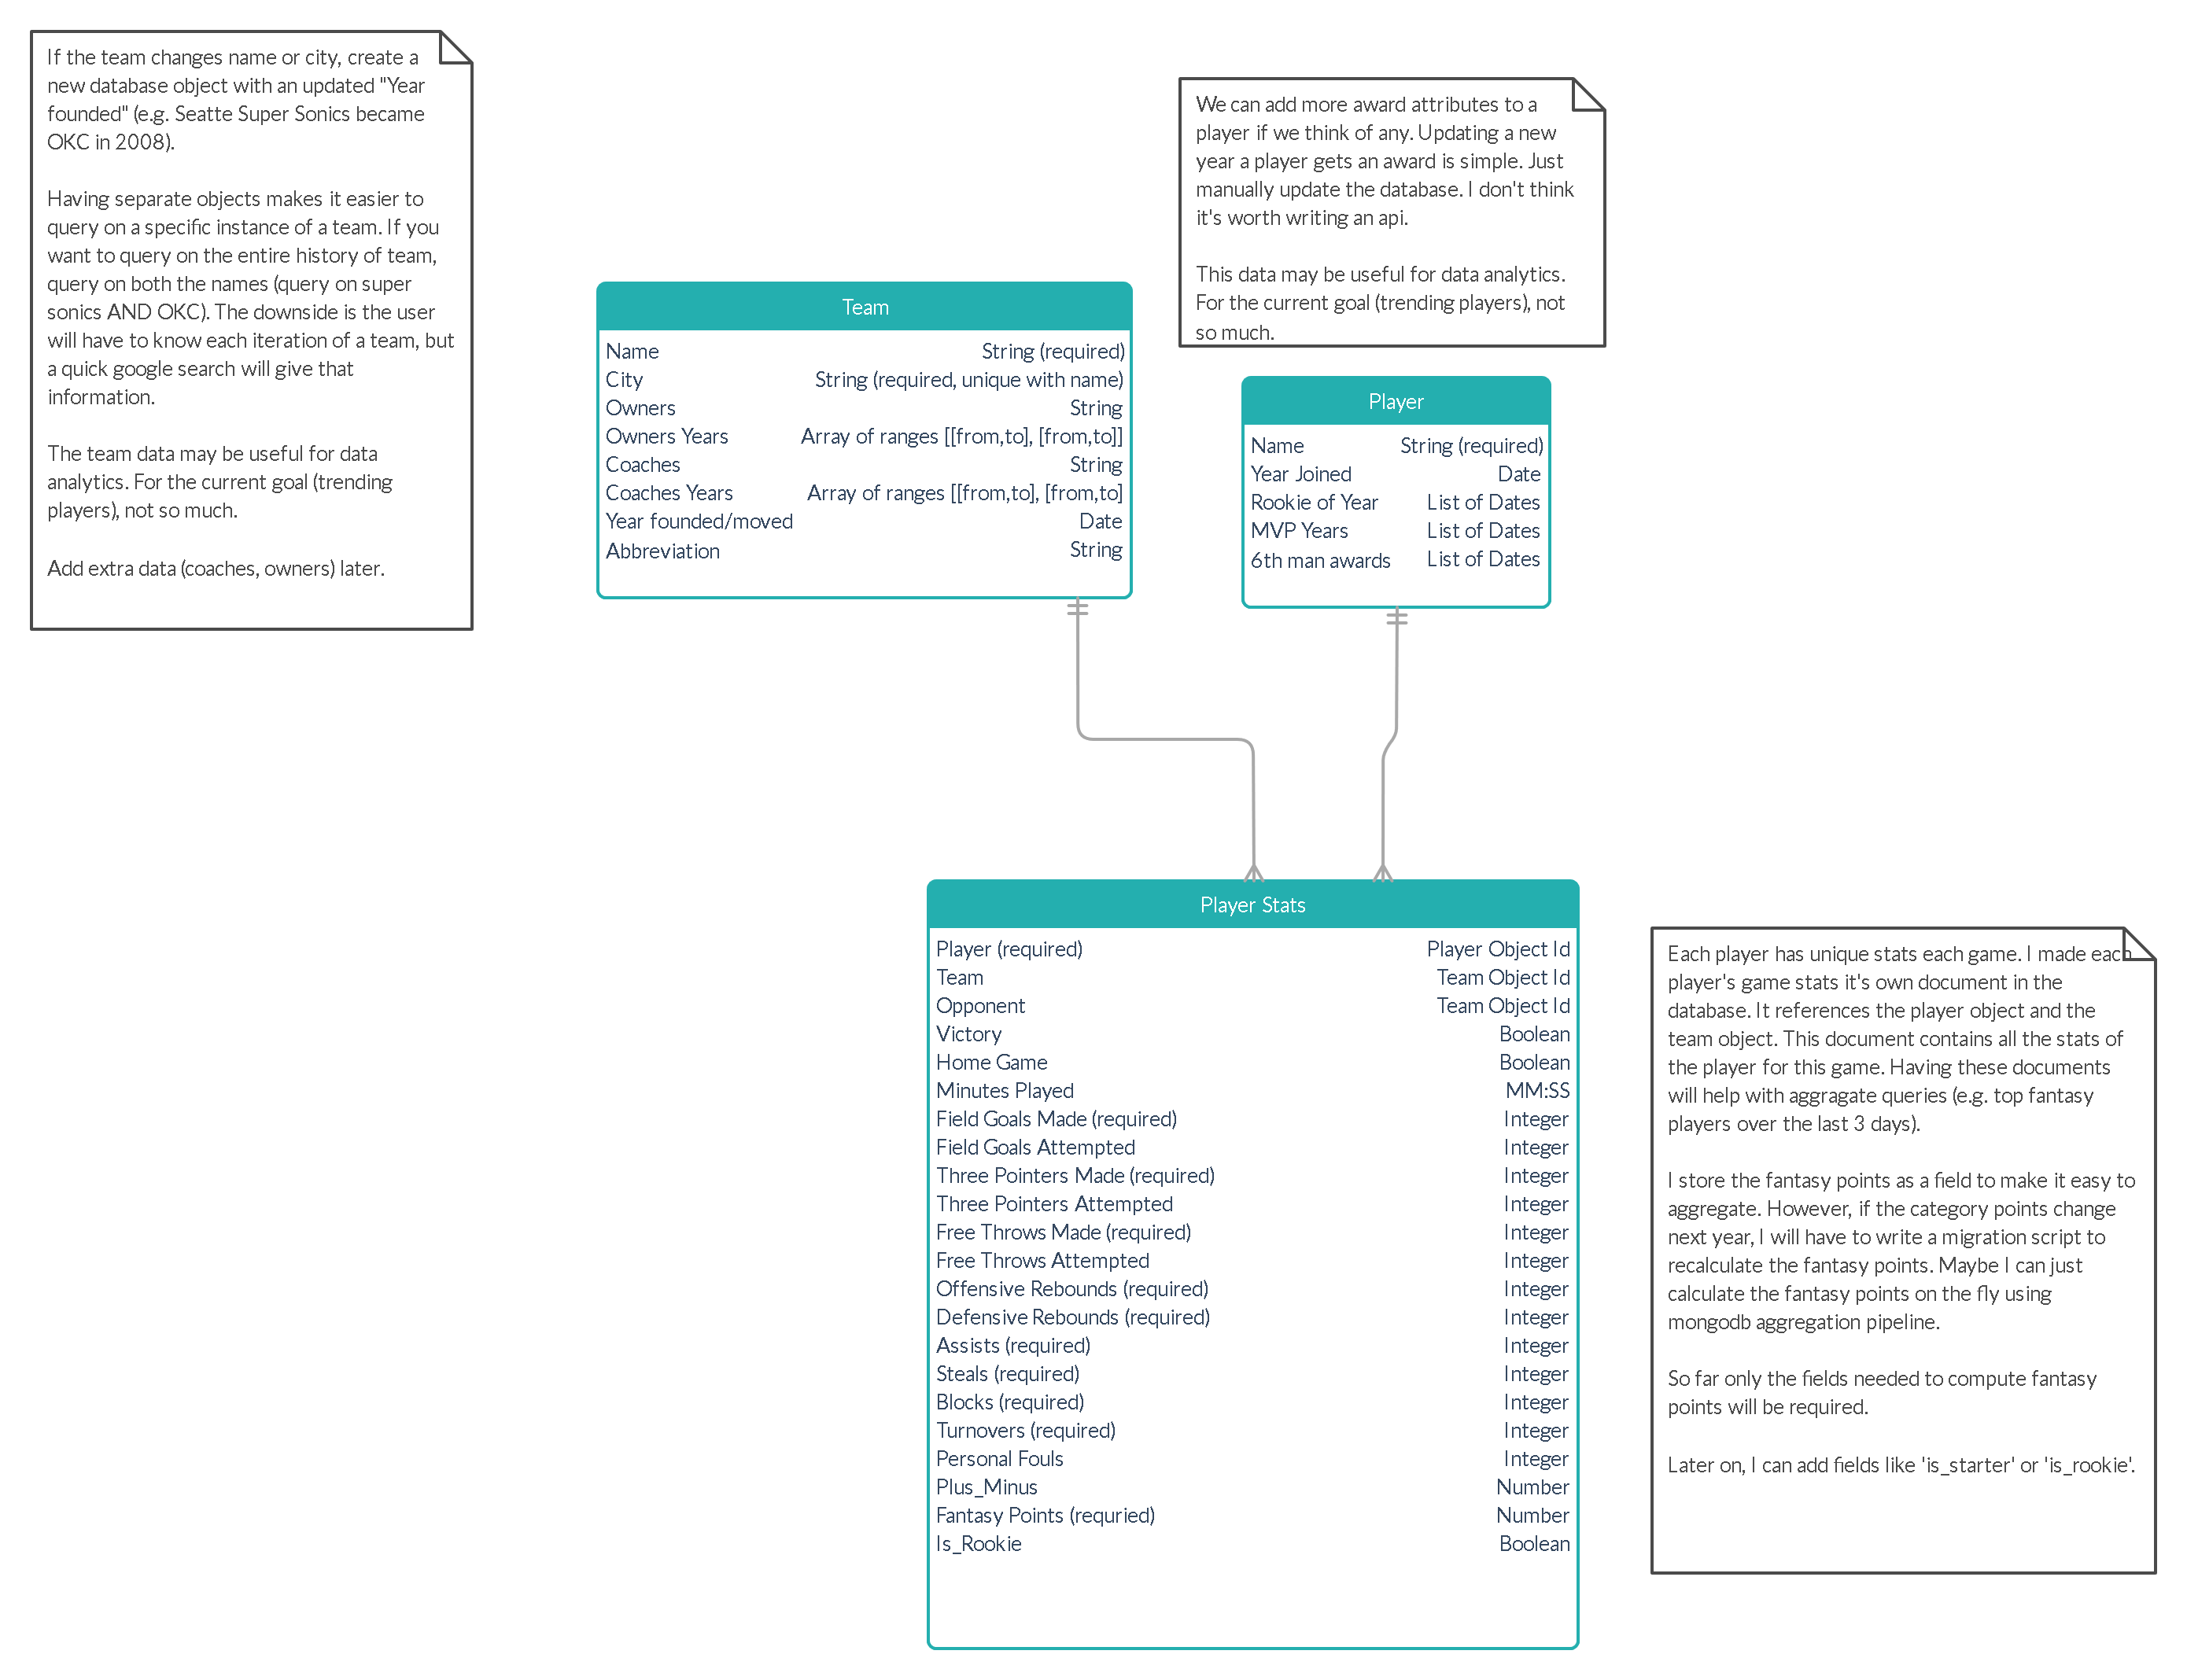 If the team changes name or city, create a
new database object with an updated "Year
founded" (e.g. Seatte Super Sonics became
OKC in 2008).
Having separate objects makes it easier to
query on a specific instance of a team. If you
want to query on the entire history of team,
query on both the names (query on super
sonics AND OKC). The downside is the user
will have to know each iteration of a team, but
a quick google search will give that
information.
The team data may be useful for data
analytics. For the current goal (trending
players), not so much.
Add extra data (coaches, owners) later.
We can add more award attributes to a
player if we think of any. Updating a new
year a player gets an award is simple. Just
manually update the database. I don't think
it's worth writing an api.
This data may be useful for data analytics.
For the current goal (trending players), not
so much.
Team
Name String (required)
City String (required, unique with name)
Owners String
Owners Years Array of ranges [[from,to], [from,to]]
Coaches String
Coaches Years Array of ranges [[from,to], [from,to]
Year founded/moved Date
Abbreviation String
Player
Name String (required)
Year Joined Date
Rookie of Year List of Dates
MVP Years List of Dates
6th man awards List of Dates
Player Stats
Player (required) Player Object Id
Team Team Object Id
Opponent Team Object Id
Victory Boolean
Home Game Boolean
Minutes Played MM:SS
Field Goals Made (required) Integer
Field Goals Attempted Integer
Three Pointers Made (required) Integer
Three Pointers Attempted Integer
Free Throws Made (required) Integer
Free Throws Attempted Integer
Offensive Rebounds (required) Integer
Defensive Rebounds (required) Integer
Assists (required) Integer
Steals (required) Integer
Blocks (required) Integer
Turnovers (required) Integer
Personal Fouls Integer
Plus_Minus Number
Fantasy Points (requried) Number
Is_Rookie Boolean
Each player has unique stats each game. I made each
player's game stats it's own document in the
database. It references the player object and the
team object. This document contains all the stats of
the player for this game. Having these documents
will help with aggragate queries (e.g. top fantasy
players over the last 3 days).
I store the fantasy points as a field to make it easy to
aggregate. However, if the category points change
next year, I will have to write a migration script to
recalculate the fantasy points. Maybe I can just
calculate the fantasy points on the fly using
mongodb aggregation pipeline.
So far only the fields needed to compute fantasy
points will be required.
Later on, I can add fields like 'is_starter' or 'is_rookie'.